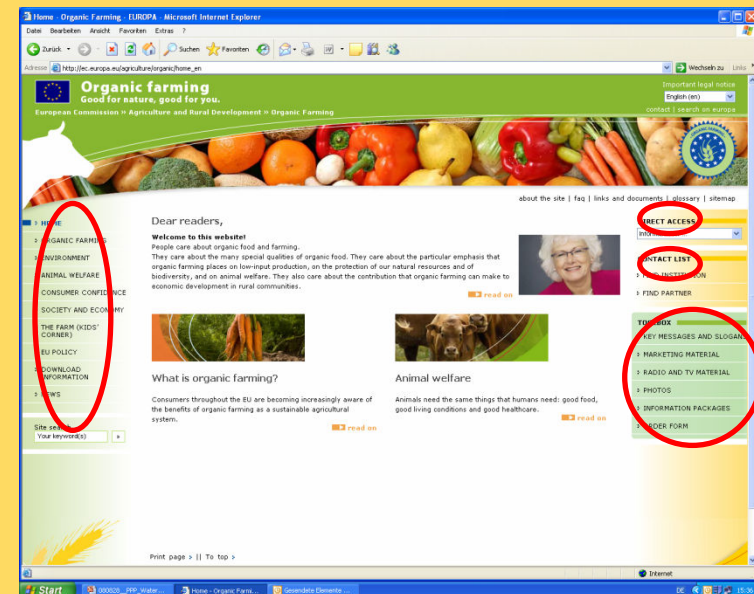 Home - Organic Farming - EUROPA - Microsoft Internet Explorer
Datei Bearbeiten Ansicht Favoriten Extras ?
Zurück Suchen Favoriten
Adresse http://ec.europa.eu/agriculture/organic/home_en Wechseln zu Links
Organic farming
Good for nature, good for you.
European Commission » Agriculture and Rural Development » Organic Farming
Important legal notice
English (en)
contact | search on europa
about the site | faq | links and documents | glossary | sitemap
HOME
ORGANIC FARMING
ENVIRONMENT
ANIMAL WELFARE
CONSUMER CONFIDENCE
SOCIETY AND ECONOMY
THE FARM (KIDS'
CORNER)
EU POLICY
DOWNLOAD
INFORMATION
NEWS
Site search
Your keyword(s)
Dear readers,
Welcome to this website!
People care about organic food and farming.
They care about the many special qualities of organic food. They care about the particular emphasis that
organic farming places on low-input production, on the protection of our natural resources and of
biodiversity, and on animal welfare. They also care about the contribution that organic farming can make to
economic development in rural communities.
read on
What is organic farming?
Consumers throughout the EU are becoming increasingly aware of
the benefits of organic farming as a sustainable agricultural
system.
read on
Animal welfare
Animals need the same things that humans need: good food,
good living conditions and good healthcare.
read on
DIRECT ACCESS
CONTACT LIST
FIND INSTITUTION
FIND PARTNER
TOOLBOX
KEY MESSAGES AND SLOGANS
MARKETING MATERIAL
RADIO AND TV MATERIAL
PHOTOS
INFORMATION PACKAGES
ORDER FORM
Print page > || To top >
Internet
Start 080828_PPP_Water... Home - Organic Farmi... Gesendete Elemente ... DE